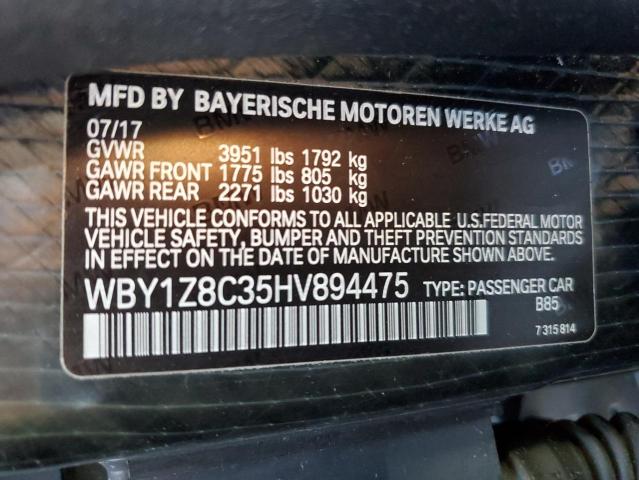 MFD BY BAYERISCHE MOTOREN WERKE AG
07/17
GVWR 3951 lbs 1792 kg
GAWR FRONT 1775 lbs 805 kg
GAWR REAR 2271 lbs 1030 kg
THIS VEHICLE CONFORMS TO ALL APPLICABLE U.S.FEDERAL MOTOR
VEHICLE SAFETY, BUMPER AND THEFT PREVENTION STANDARDS
IN EFFECT ON THE DATE OF MANUFACTURE SHOWN ABOVE.
WBY1Z8C35HV894475 TYPE: PASSENGER CAR
B85
7 315 814